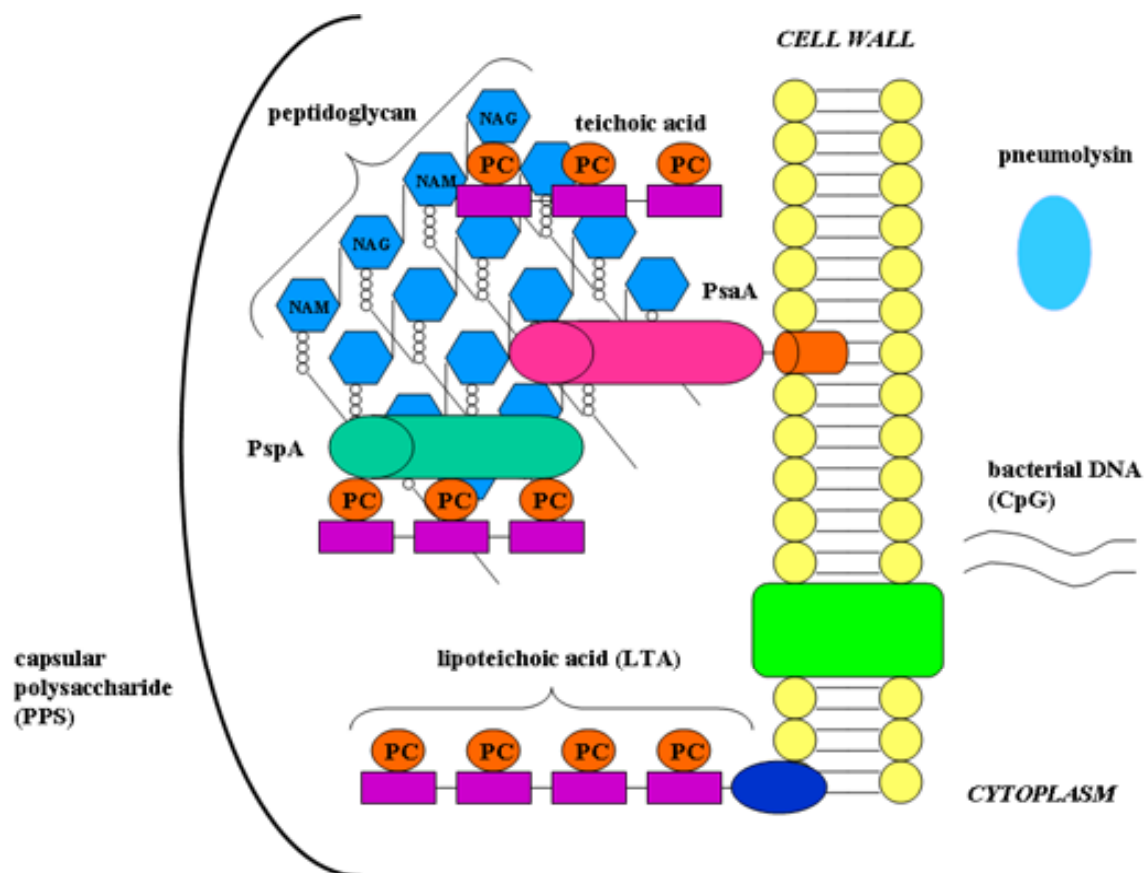 CELL WALL
peptidoglycan
NAG
teichoic acid
PC PC PC
NAM
pneumolysin
NAG
PsaA
NAM
PspA
PC PC PC
bacterial DNA
(CpG)
capsular
polysaccharide
(PPS)
lipoteichoic acid (LTA)
PC PC PC PC
CYTOPLASM